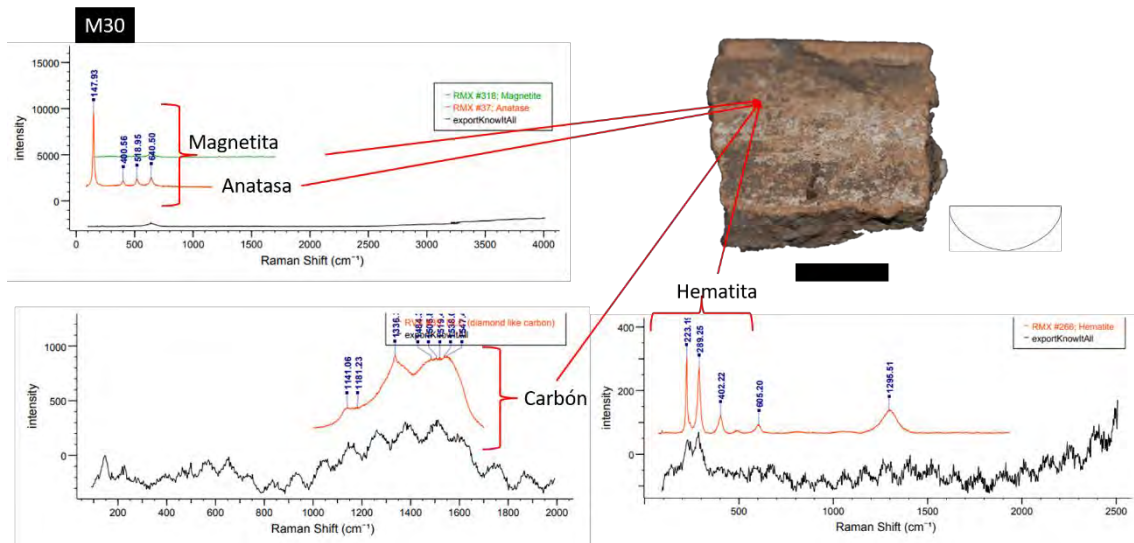 M30
15000
10000
5000
0
intensity
147.93
400.56
518.95
640.50
RMX #318; Magnetite
RMX #37; Anatase
exportKnowItAll
Magnetita
Anatasa
0 500 1000 1500 2000 2500 3000 3500 4000
Raman Shift (cm⁻¹)
1000
500
0
intensity
1141.06
1181.23
(diamond like carbon)
exportKnowItAll
Carbón
200 400 600 800 1000 1200 1400 1600 1800 2000
Raman Shift (cm⁻¹)
Hematita
400
200
0
intensity
289.25
402.22
605.20
1295.51
RMX #266; Hematite
exportKnowItAll
500 1000 1500 2000 2500
Raman Shift (cm⁻¹)